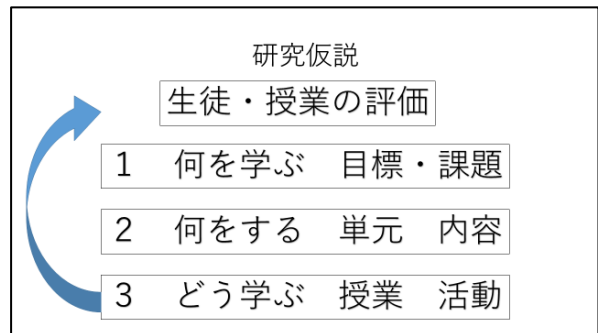 研究仮説
生徒・授業の評価
1　何を学ぶ　目標・課題
2　何をする　単元　内容
3　どう学ぶ　授業　活動